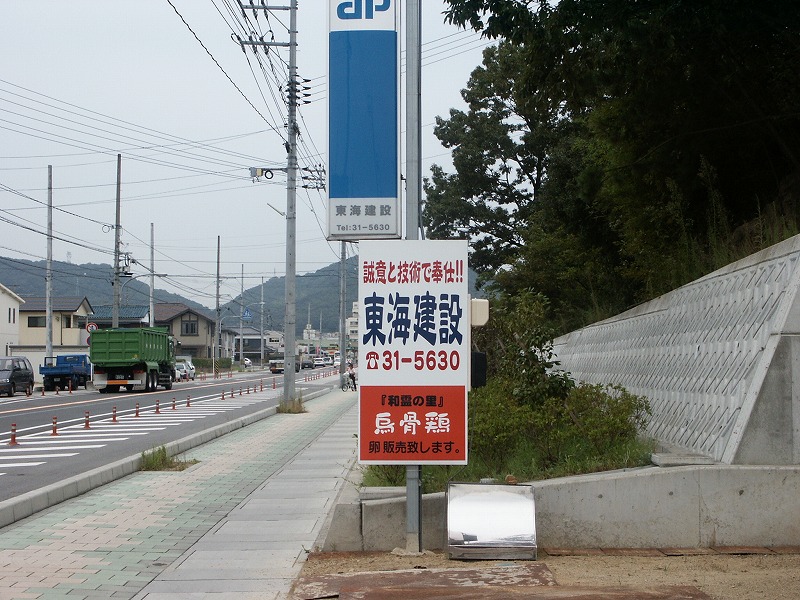 ap
東海建設
Tel:31-5630
誠意と技術で奉仕!!
東海建設
☎31-5630
『和霊の里』
烏骨鶏
卵販売致します。